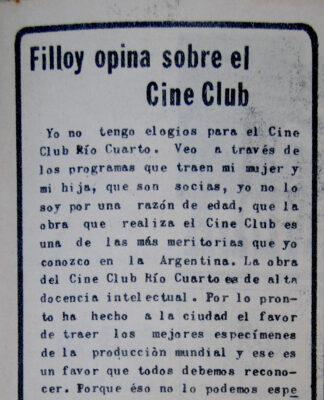 Filloy opina sobre el
Cine Club
Yo no tengo elogios para el Cine
Club Río Cuarto. Veo a través de
los programas que traen mi mujer y
mi hija, que son socias, yo no lo
soy por una razón de edad, que la
obra que realiza el Cine Club es
una de las más meritorias que yo
conozco en la Argentina. La obra
del Cine Club Río Cuarto es de alta
docencia intelectual. Por lo pron-
to ha hecho a la ciudad el favor
de traer los mejores especímenes
de la producciòn mundial y ese es
un favor que todos debemos recono-
cer. Porque éso no lo podemos espe